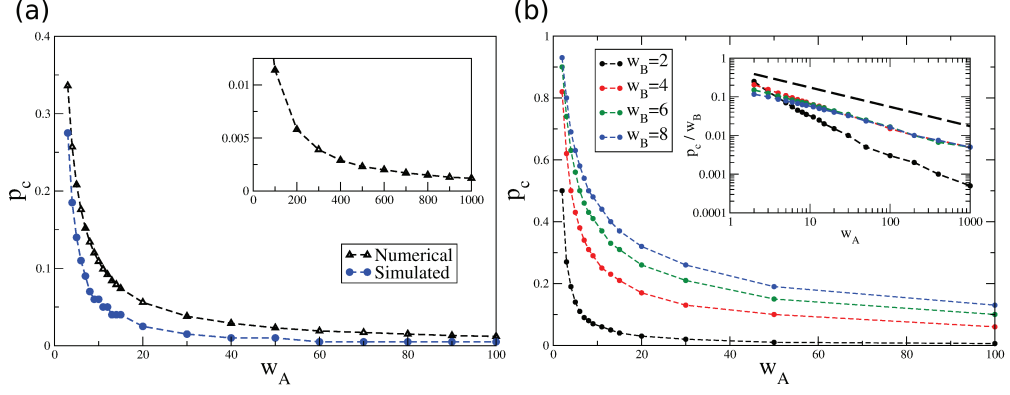 (a)
0.4
0.3
0.2
0.1
0
p_c
0 20 40 60 80 100
w_A
0.01
0.005
0
200 400 600 800 1000
Numerical
Simulated
(b)
1
0.8
0.6
0.4
0.2
0
p_c
0 20 40 60 80 100
w_A
w_B=2
w_B=4
w_B=6
w_B=8
1
0.1
0.01
0.001
0.0001
p_c / w_B
1 10 100 1000
w_A